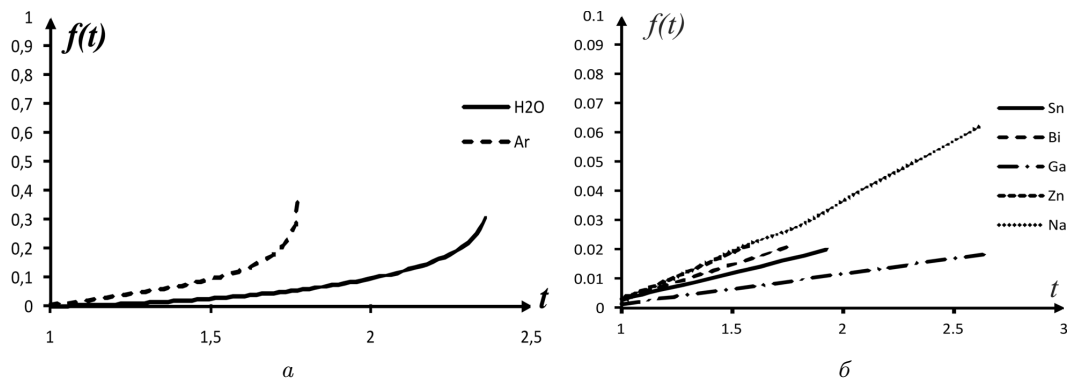 f(t)
1
0,9
0,8
0,7
0,6
0,5
0,4
0,3
0,2
0,1
0
1
1,5
2
2,5
t
H2O
Ar
а
f(t)
0.1
0.09
0.08
0.07
0.06
0.05
0.04
0.03
0.02
0.01
0
1
1.5
2
2.5
3
t
Sn
Bi
Ga
Zn
Na
б